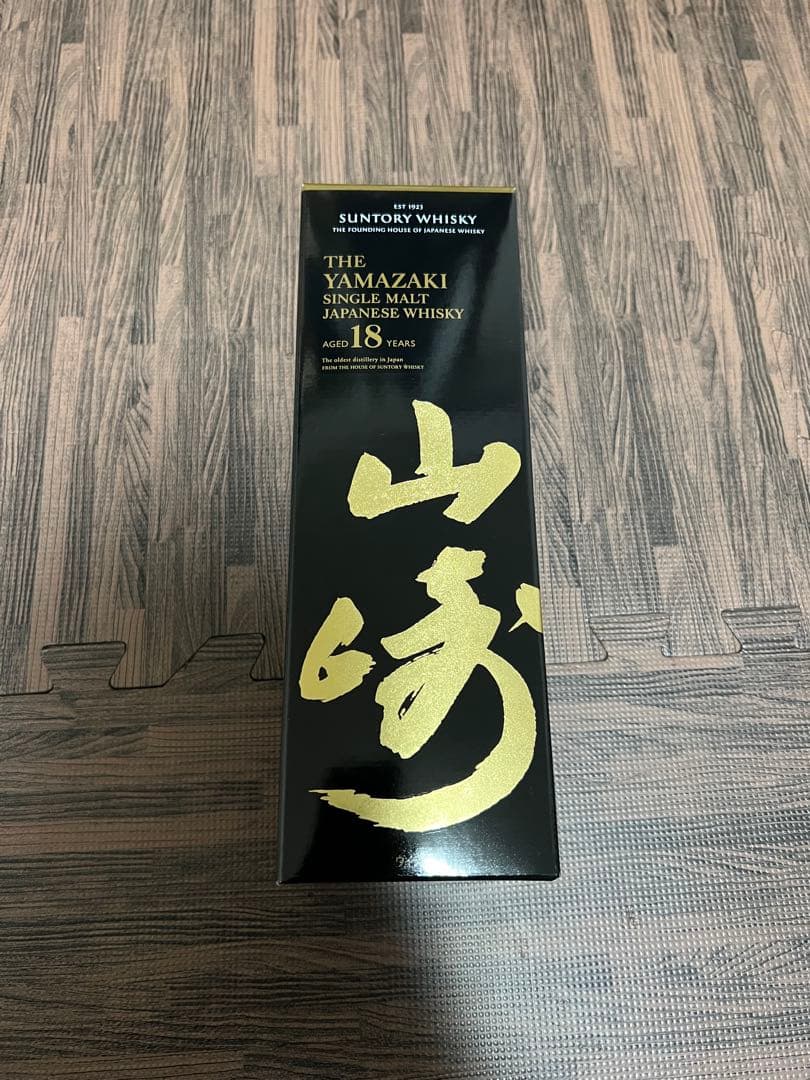 EST 1923
SUNTORY WHISKY
THE FOUNDING HOUSE OF JAPANESE WHISKY
THE
YAMAZAKI
SINGLE MALT
JAPANESE WHISKY
AGED 18 YEARS
The oldest distillery in Japan
FROM THE HOUSE OF SUNTORY WHISKY
山崎